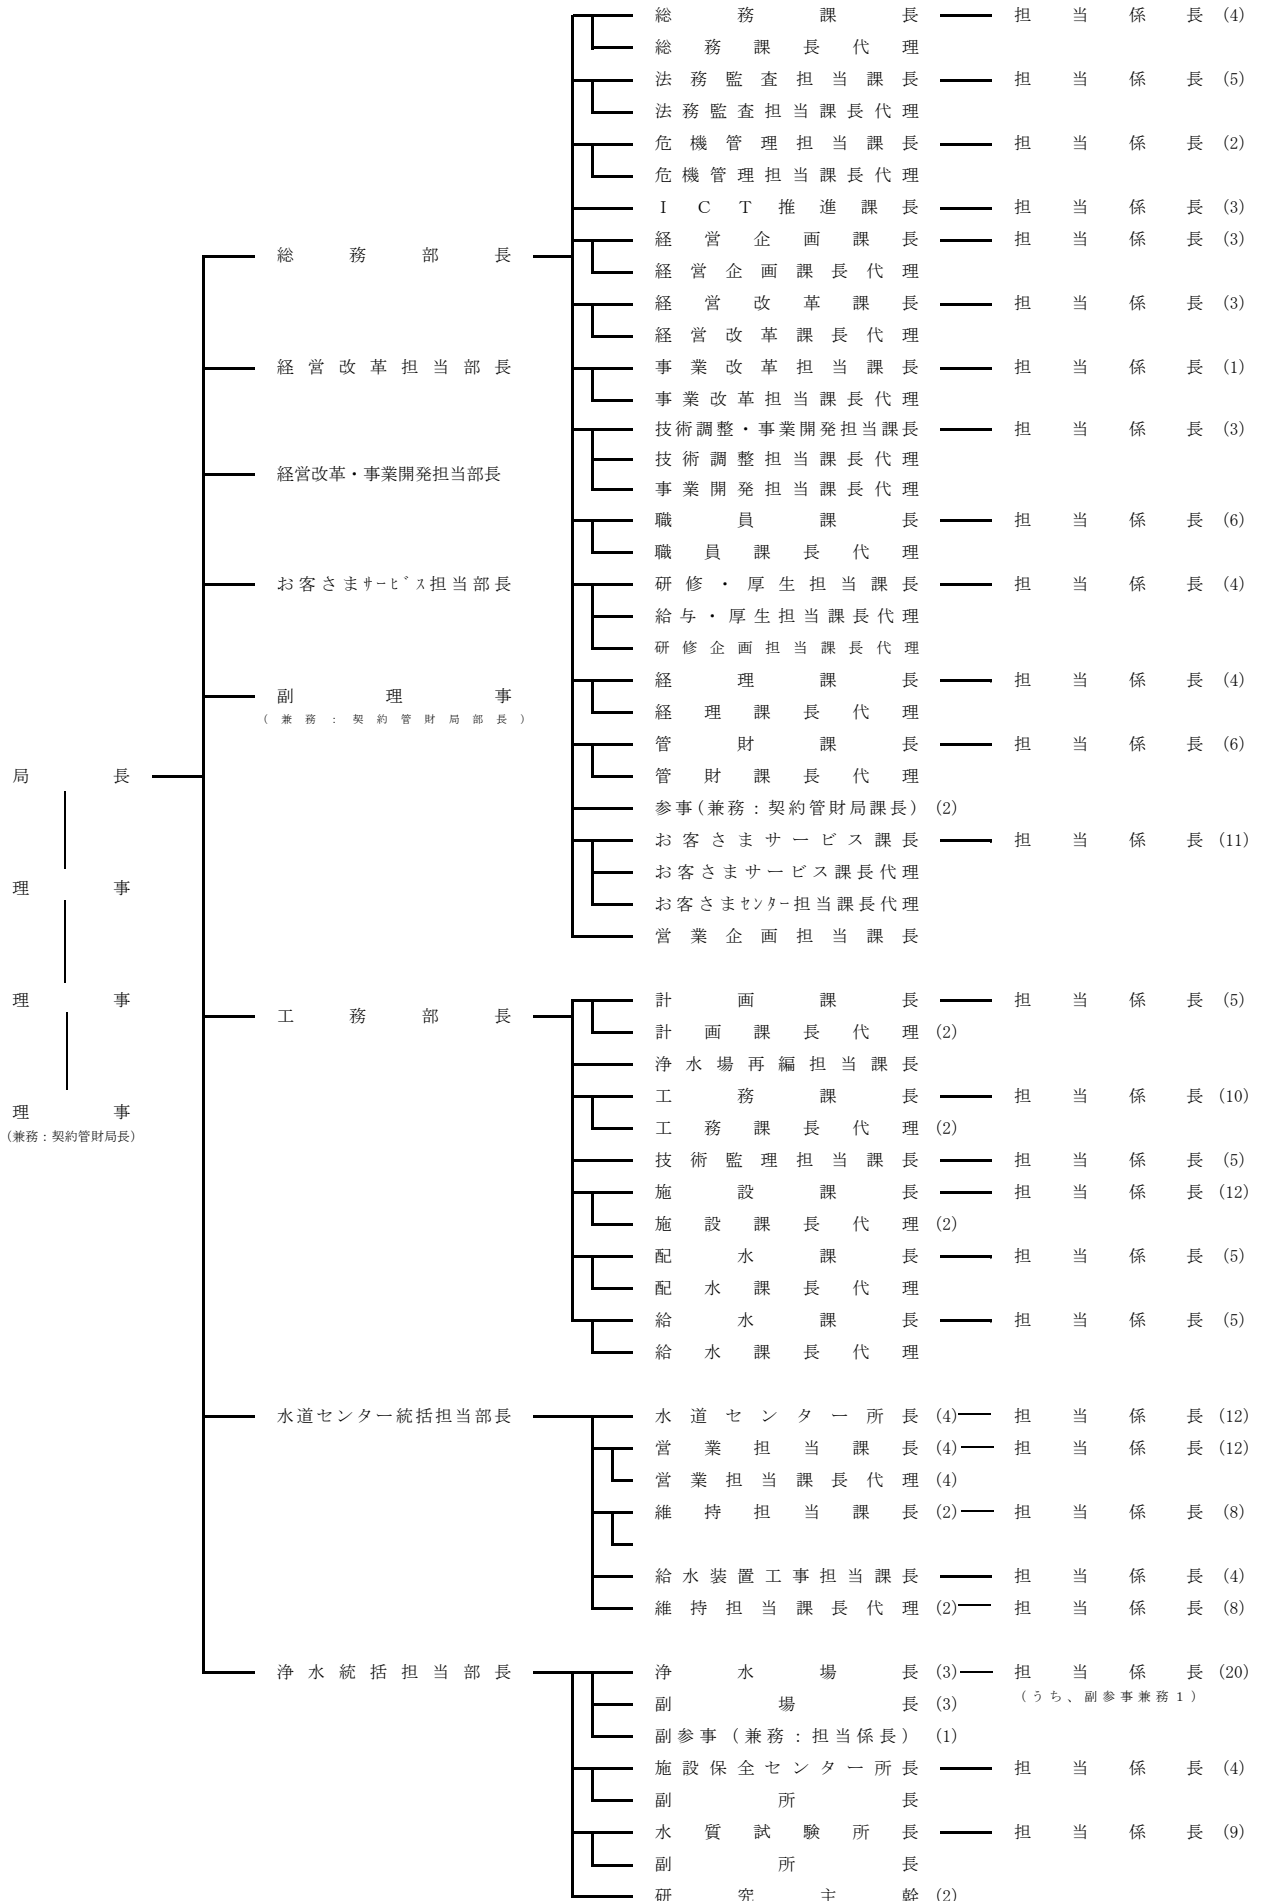 総務課長 担当係長 (4)
総務課長代理
法務監査担当課長 担当係長 (5)
法務監査担当課長代理
危機管理担当課長 担当係長 (2)
危機管理担当課長代理
ICT推進課長 担当係長 (3)
経営企画課長 担当係長 (3)
総務部長
経営企画課長代理
経営改革課長 担当係長 (3)
経営改革課長代理
経営改革担当部長 事業改革担当課長 担当係長 (1)
事業改革担当課長代理
技術調整・事業開発担当課長 担当係長 (3)
技術調整担当課長代理
経営改革・事業開発担当部長
事業開発担当課長代理
職員課長 担当係長 (6)
職員課長代理
お客さまサービス担当部長 研修・厚生担当課長 担当係長 (4)
給与・厚生担当課長代理
研修企画担当課長代理
経理課長 担当係長 (4)
副理事
経理課長代理
(兼務:契約管財局部長)
管財課長 担当係長 (6)
局長 管財課長代理
参事(兼務:契約管財局課長) (2)
お客さまサービス課長 担当係長 (11)
お客さまサービス課長代理
理事
お客さまセンター担当課長代理
営業企画担当課長
理事 計画課長 担当係長 (5)
工務部長
計画課長代理 (2)
浄水場再編担当課長
工務課長 担当係長 (10)
理事
工務課長代理 (2)
(兼務:契約管財局長)
技術監理担当課長 担当係長 (5)
施設課長 担当係長 (12)
施設課長代理 (2)
配水課長 担当係長 (5)
配水課長代理
給水課長 担当係長 (5)
給水課長代理
水道センター統括担当部長 水道センター所長 (4) 担当係長 (12)
営業担当課長 (4) 担当係長 (12)
営業担当課長代理 (4)
維持担当課長 (2) 担当係長 (8)
給水装置工事担当課長 担当係長 (4)
維持担当課長代理 (2) 担当係長 (8)
浄水統括担当部長 浄水場長 (3) 担当係長 (20)
(うち、副参事兼務1)
副場長 (3)
副参事(兼務:担当係長) (1)
施設保全センター所長 担当係長 (4)
副所長
水質試験所長 担当係長 (9)
副所長
研究主幹 (2)